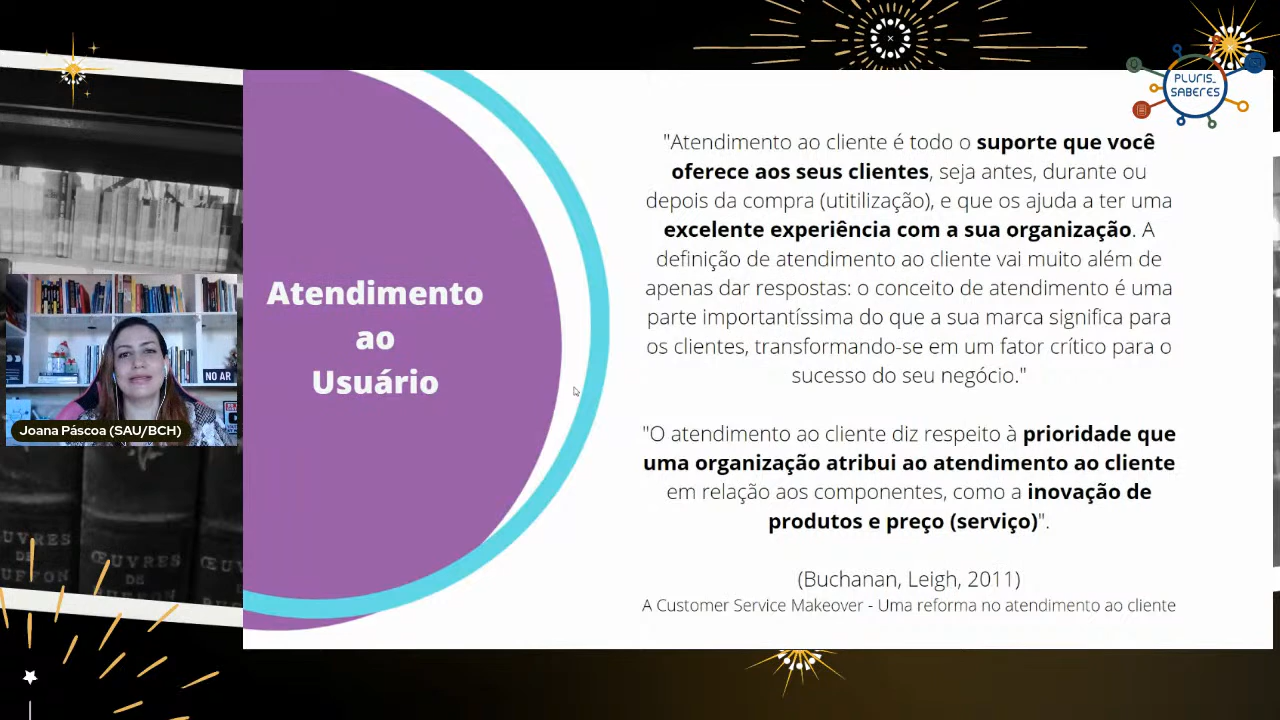 PLURIS_
SABERES
"Atendimento ao cliente é todo o suporte que você
oferece aos seus clientes, seja antes, durante ou
depois da compra (utitilização), e que os ajuda a ter uma
excelente experiência com a sua organização. A
definição de atendimento ao cliente vai muito além de
apenas dar respostas: o conceito de atendimento é uma
parte importantíssima do que a sua marca significa para
os clientes, transformando-se em um fator crítico para o
sucesso do seu negócio."
"O atendimento ao cliente diz respeito à prioridade que
uma organização atribui ao atendimento ao cliente
em relação aos componentes, como a inovação de
produtos e preço (serviço)".
(Buchanan, Leigh, 2011)
A Customer Service Makeover - Uma reforma no atendimento ao cliente
Atendimento
ao
Usuário
NO AR
Joana Páscoa (SAU/BCH)
ŒUVRES
DE